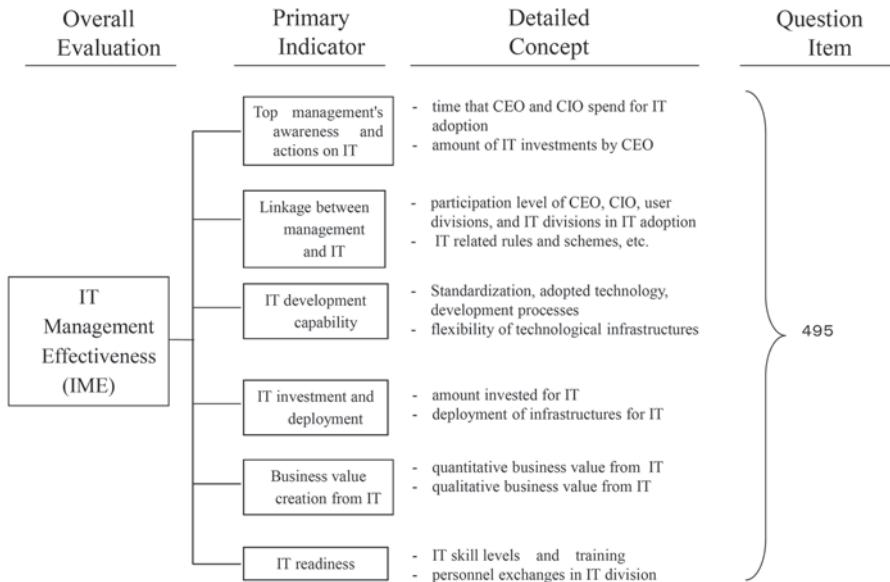 Overall
Evaluation
Primary
Indicator
Detailed
Concept
Question
Item
IT
Management
Effectiveness
(IME)
Top management's
awareness and
actions on IT
- time that CEO and CIO spend for IT
adoption
- amount of IT investments by CEO
Linkage between
management
and IT
- participation level of CEO, CIO, user
divisions, and IT divisions in IT adoption
- IT related rules and schemes, etc.
IT development
capability
- Standardization, adopted technology,
development processes
- flexibility of technological infrastructures
IT investment and
deployment
- amount invested for IT
- deployment of infrastructures for IT
Business value
creation from IT
- quantitative business value from IT
- qualitative business value from IT
IT readiness
- IT skill levels and training
- personnel exchanges in IT division
495